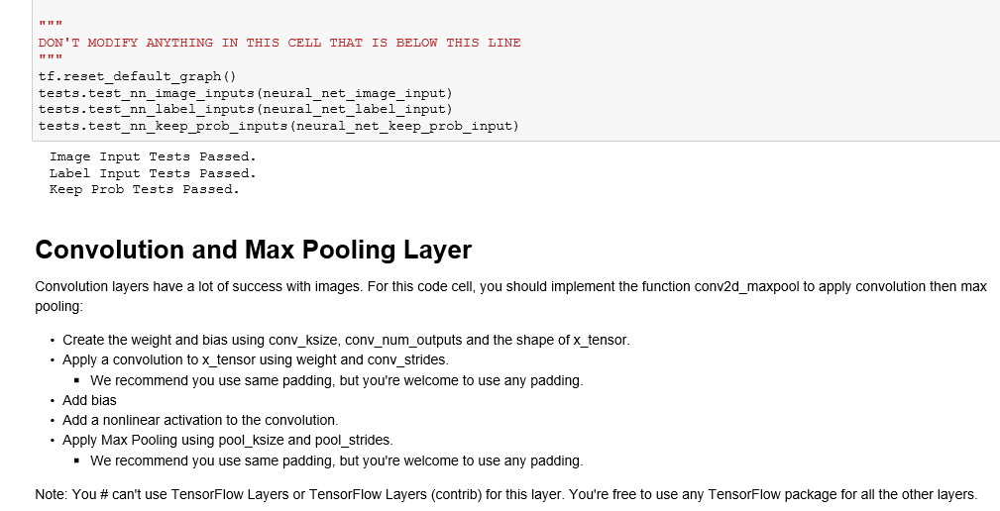 """
DON'T MODIFY ANYTHING IN THIS CELL THAT IS BELOW THIS LINE
"""
tf.reset_default_graph()
tests.test_nn_image_inputs(neural_net_image_input)
tests.test_nn_label_inputs(neural_net_label_input)
tests.test_nn_keep_prob_inputs(neural_net_keep_prob_input)
Image Input Tests Passed.
Label Input Tests Passed.
Keep Prob Tests Passed.
Convolution and Max Pooling Layer
Convolution layers have a lot of success with images. For this code cell, you should implement the function conv2d_maxpool to apply convolution then max
pooling:
• Create the weight and bias using conv_ksize, conv_num_outputs and the shape of x_tensor.
• Apply a convolution to x_tensor using weight and conv_strides.
▪ We recommend you use same padding, but you're welcome to use any padding.
• Add bias
• Add a nonlinear activation to the convolution.
• Apply Max Pooling using pool_ksize and pool_strides.
▪ We recommend you use same padding, but you're welcome to use any padding.
Note: You # can't use TensorFlow Layers or TensorFlow Layers (contrib) for this layer. You're free to use any TensorFlow package for all the other layers.